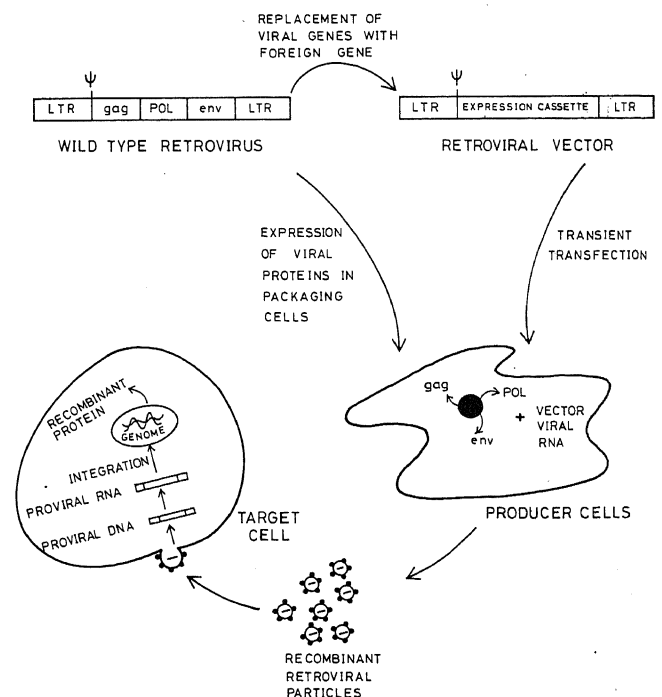 REPLACEMENT OF
VIRAL GENES WITH
FOREIGN GENE
Ψ
LTR gag POL env LTR
WILD TYPE RETROVIRUS
Ψ
LTR EXPRESSION CASSETTE LTR
RETROVIRAL VECTOR
EXPRESSION
OF VIRAL
PROTEINS IN
PACKAGING
CELLS
TRANSIENT
TRANSFECTION
gag
POL
env
+
VECTOR
VIRAL
RNA
PRODUCER CELLS
RECOMBINANT
PROTEIN
GENOME
INTEGRATION
PROVIRAL RNA
PROVIRAL DNA
TARGET
CELL
RECOMBINANT
RETROVIRAL
PARTICLES